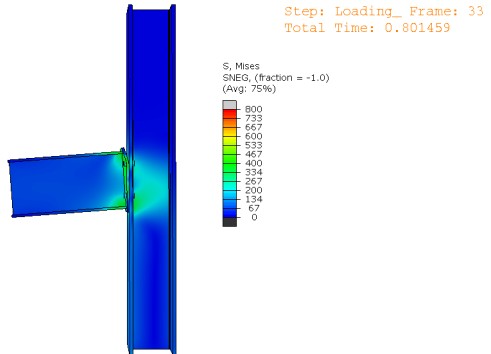 Step: Loading_ Frame: 33
Total Time: 0.801459
S, Mises
SNEG, (fraction = -1.0)
(Avg: 75%)
800
733
667
600
533
467
400
334
267
200
134
67
0